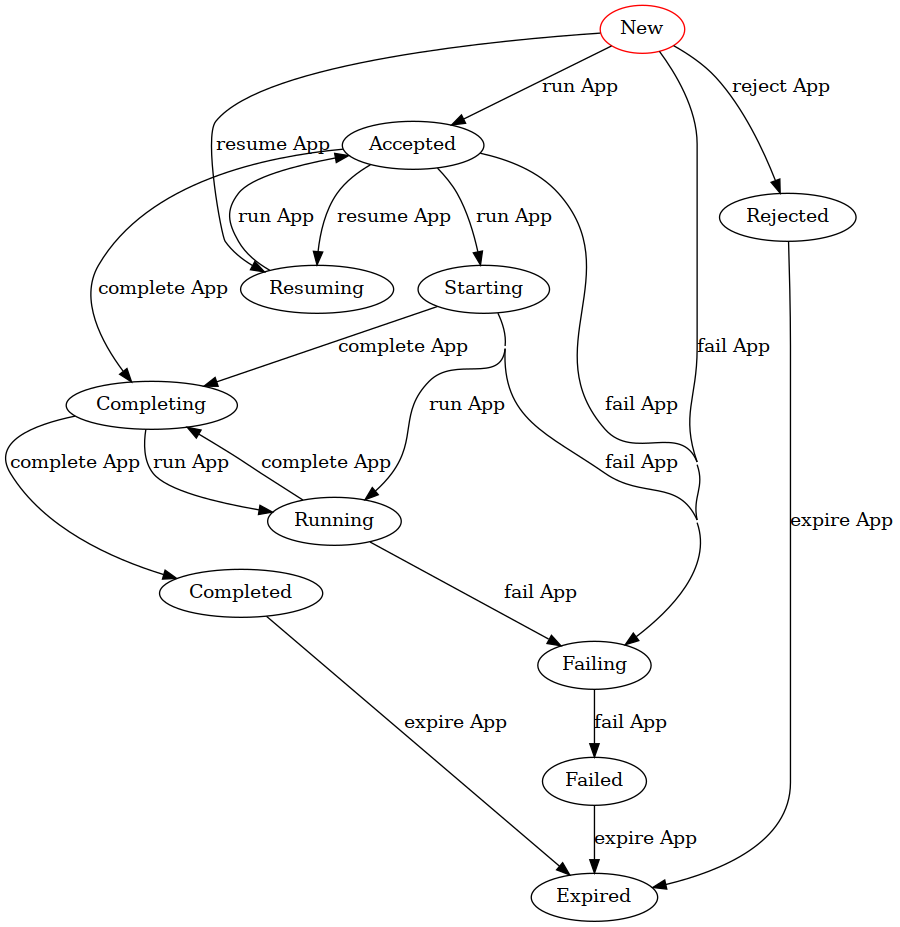 New
run App
reject App
resume App
Accepted
run App
resume App
run App
Rejected
complete App
Resuming
Starting
complete App
fail App
Completing
run App
fail App
complete App
run App
complete App
fail App
Running
expire App
Completed
fail App
Failing
expire App
fail App
Failed
expire App
Expired